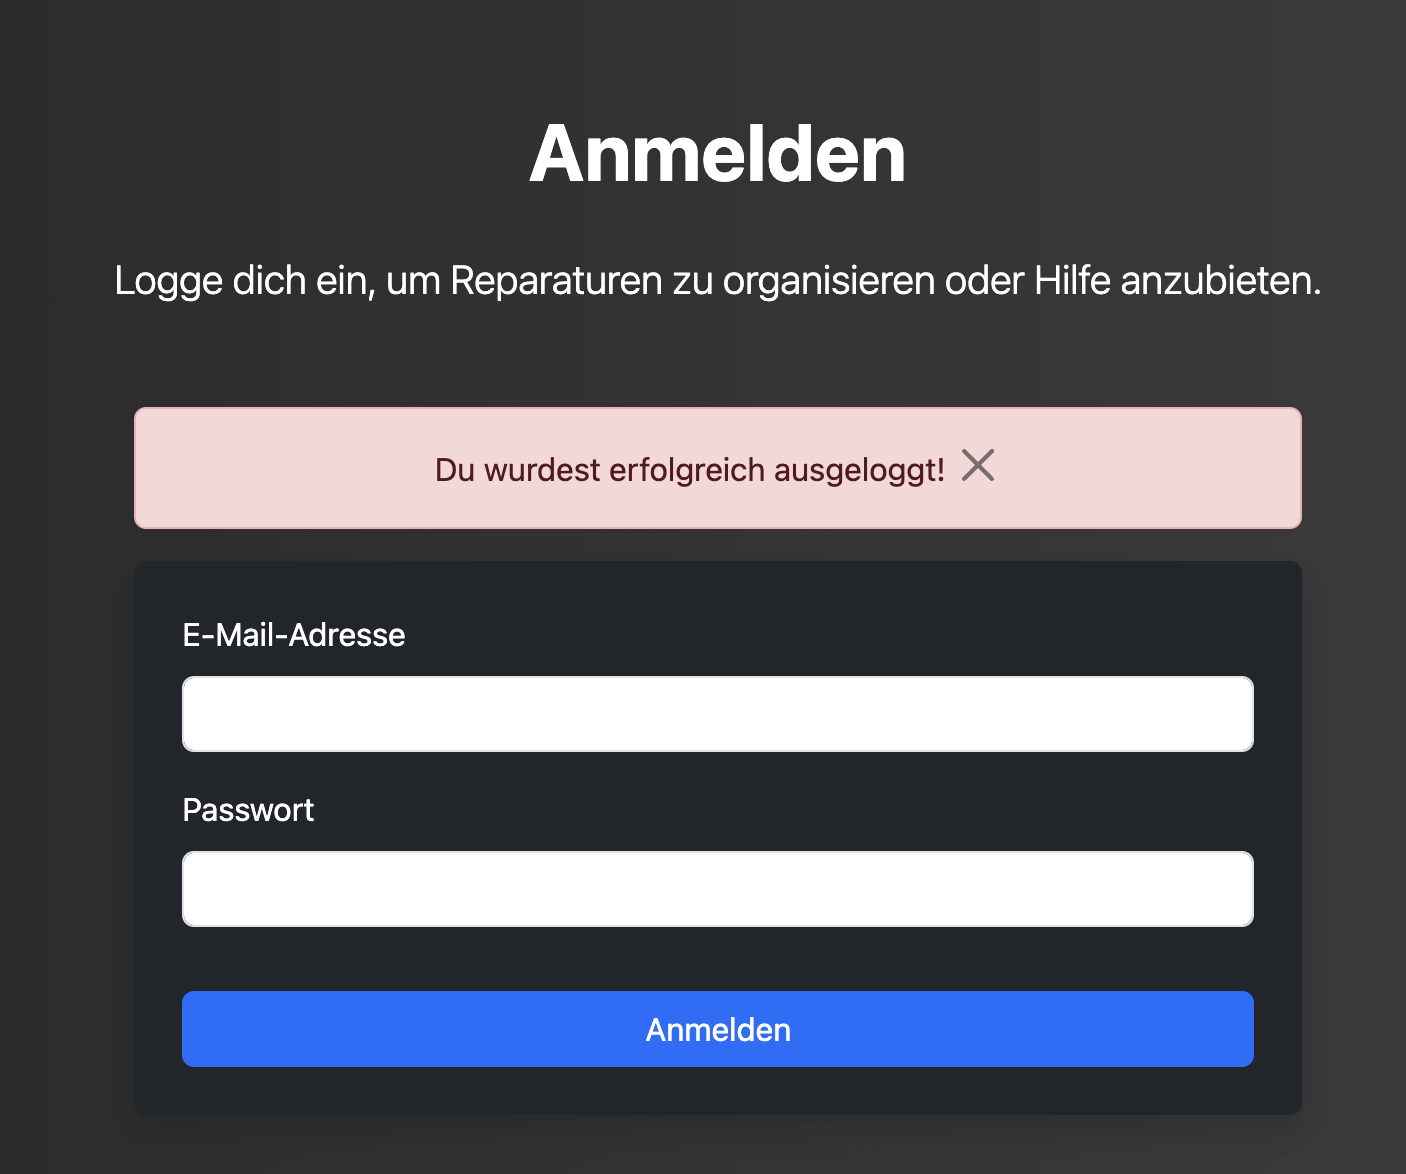 Anmelden
Logge dich ein, um Reparaturen zu organisieren oder Hilfe anzubieten.
Du wurdest erfolgreich ausgeloggt!
E-Mail-Adresse
Passwort
Anmelden